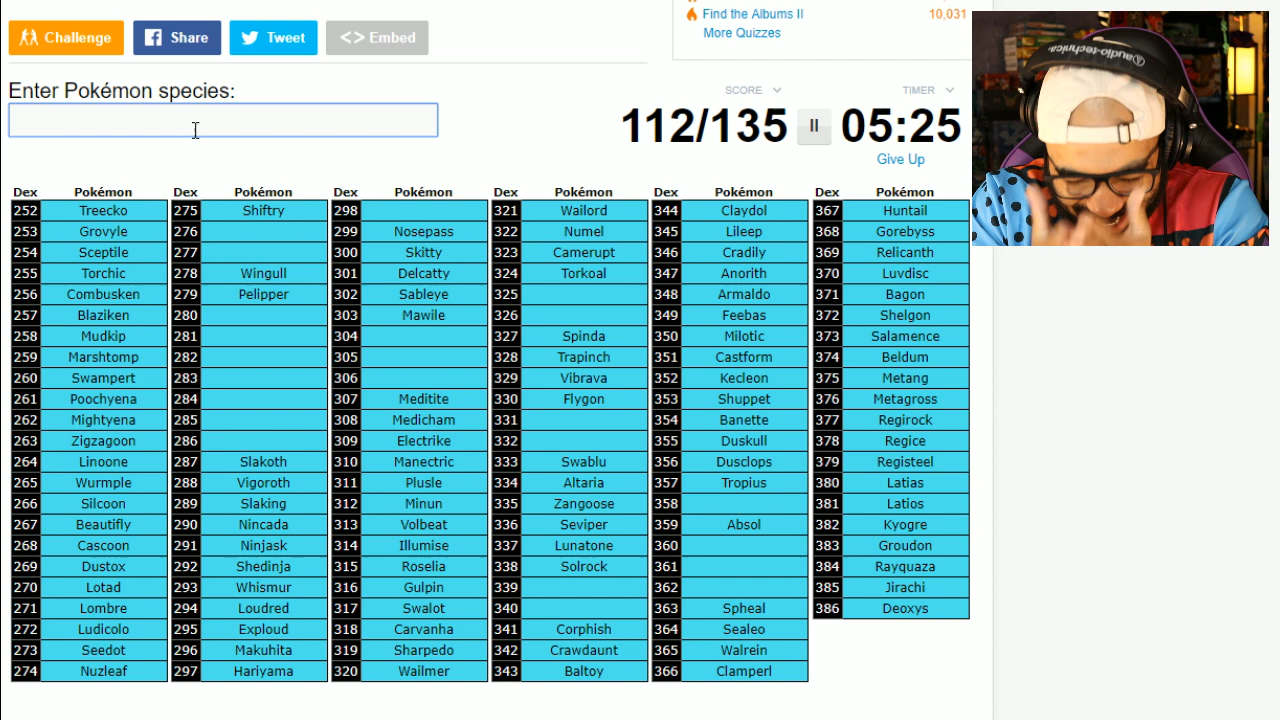 Find the Albums II 10,031
More Quizzes
Challenge Share Tweet <> Embed
Enter Pokémon species:
SCORE TIMER
112/135 II 05:25
Give Up
audio-technica
Dex Pokémon Dex Pokémon Dex Pokémon Dex Pokémon Dex Pokémon Dex Pokémon
252 Treecko 275 Shiftry 298 321 Wailord 344 Claydol 367 Huntail
253 Grovyle 276 299 Nosepass 322 Numel 345 Lileep 368 Gorebyss
254 Sceptile 277 300 Skitty 323 Camerupt 346 Cradily 369 Relicanth
255 Torchic 278 Wingull 301 Delcatty 324 Torkoal 347 Anorith 370 Luvdisc
256 Combusken 279 Pelipper 302 Sableye 325 348 Armaldo 371 Bagon
257 Blaziken 280 303 Mawile 326 349 Feebas 372 Shelgon
258 Mudkip 281 304 327 Spinda 350 Milotic 373 Salamence
259 Marshtomp 282 305 328 Trapinch 351 Castform 374 Beldum
260 Swampert 283 306 329 Vibrava 352 Kecleon 375 Metang
261 Poochyena 284 307 Meditite 330 Flygon 353 Shuppet 376 Metagross
262 Mightyena 285 308 Medicham 331 354 Banette 377 Regirock
263 Zigzagoon 286 309 Electrike 332 355 Duskull 378 Regice
264 Linoone 287 Slakoth 310 Manectric 333 Swablu 356 Dusclops 379 Registeel
265 Wurmple 288 Vigoroth 311 Plusle 334 Altaria 357 Tropius 380 Latias
266 Silcoon 289 Slaking 312 Minun 335 Zangoose 358 381 Latios
267 Beautifly 290 Nincada 313 Volbeat 336 Seviper 359 Absol 382 Kyogre
268 Cascoon 291 Ninjask 314 Illumise 337 Lunatone 360 383 Groudon
269 Dustox 292 Shedinja 315 Roselia 338 Solrock 361 384 Rayquaza
270 Lotad 293 Whismur 316 Gulpin 339 362 385 Jirachi
271 Lombre 294 Loudred 317 Swalot 340 363 Spheal 386 Deoxys
272 Ludicolo 295 Exploud 318 Carvanha 341 Corphish 364 Sealeo
273 Seedot 296 Makuhita 319 Sharpedo 342 Crawdaunt 365 Walrein
274 Nuzleaf 297 Hariyama 320 Wailmer 343 Baltoy 366 Clamperl